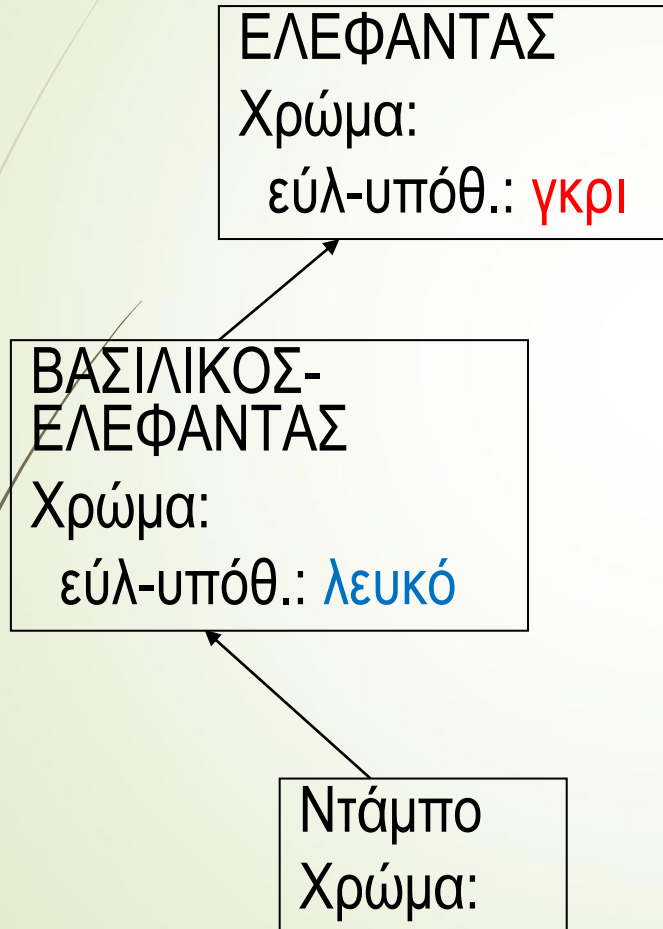 ΕΛΕΦΑΝΤΑΣ
Χρώμα:
εύλ-υπόθ.: γκρι
ΒΑΣΙΛΙΚΟΣ-
ΕΛΕΦΑΝΤΑΣ
Χρώμα:
εύλ-υπόθ.: λευκό
Ντάμπο
Χρώμα: